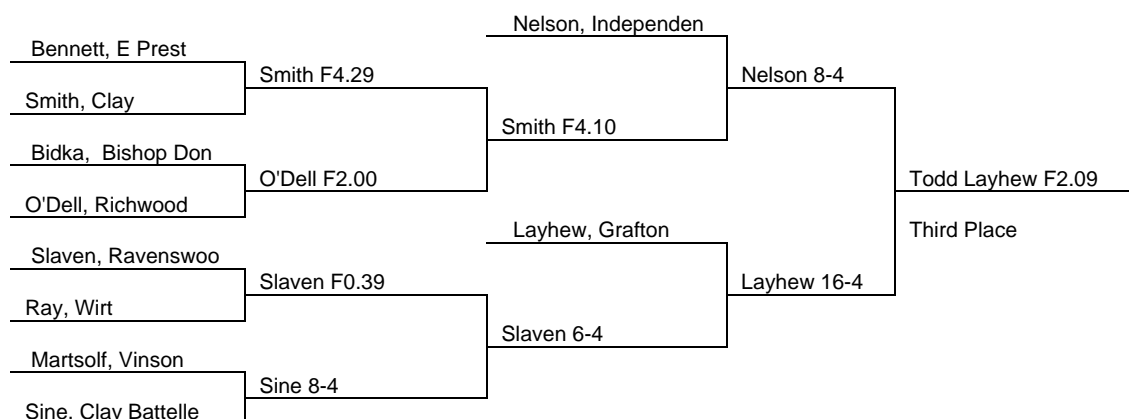 Nelson, Independen
Bennett, E Prest
Smith F4.29
Nelson 8-4
Smith, Clay
Smith F4.10
Bidka,  Bishop Don
O'Dell F2.00
Todd Layhew F2.09
O'Dell, Richwood
Layhew, Grafton
Third Place
Slaven, Ravenswoo
Slaven F0.39
Layhew 16-4
Ray, Wirt
Slaven 6-4
Martsolf, Vinson
Sine 8-4
Sine, Clay Battelle